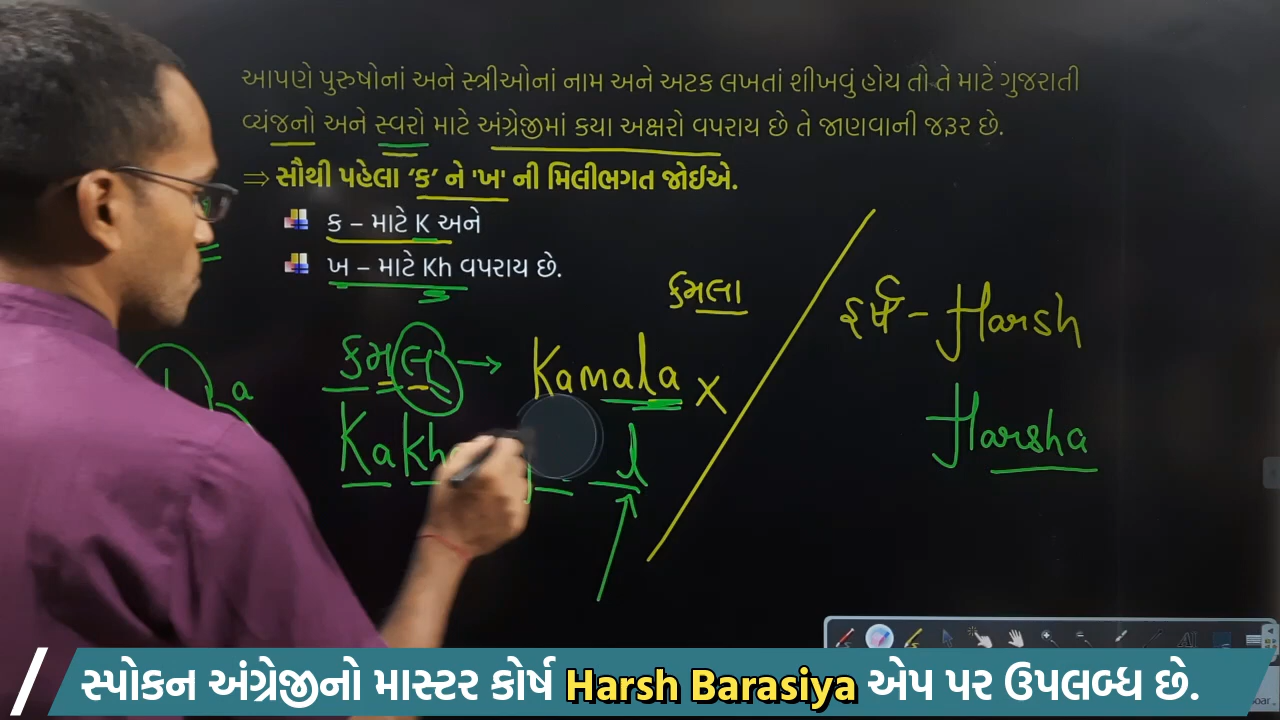 આપણે પુરુષોનાં અને સ્ત્રીઓનાં નામ અને અટક લખતાં શીખવું હોય તો તે માટે ગુજરાતી
વ્યંજનો અને સ્વરો માટે અંગ્રેજીમાં કયા અક્ષરો વપરાય છે તે જાણવાની જરૂર છે.
⇒ સૌથી પહેલા ‘ક’ ને 'ખ' ની મિલીભગત જોઈએ.
ક – માટે K અને
ખ – માટે Kh વપરાય છે.
કમલા
હર્ષ - Harsh
કમલ → Kamala x
a
Kakh l
Harsha
સ્પોકન અંગ્રેજીનો માસ્ટર કોર્ષ Harsh Barasiya એપ પર ઉપલબ્ધ છે.